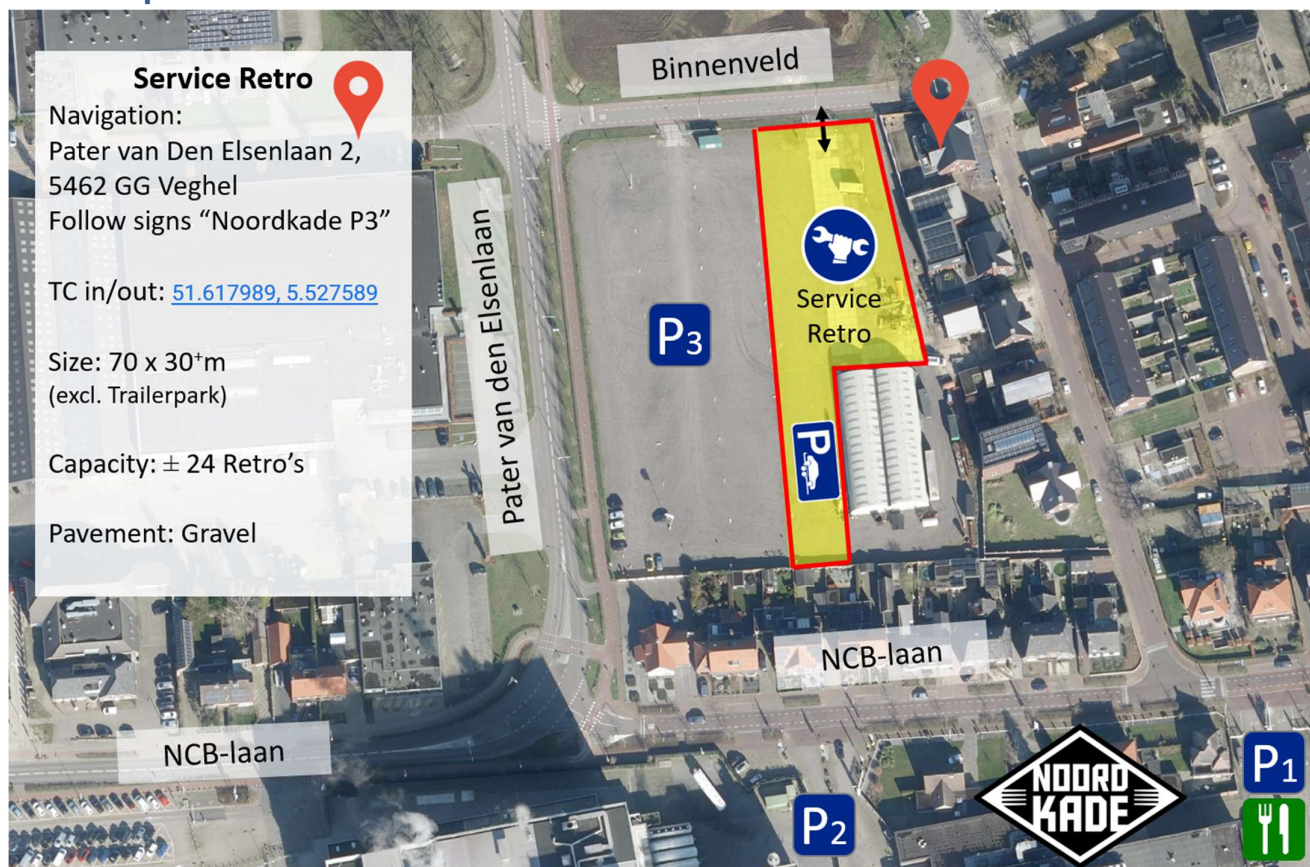 Service Retro
Navigation:
Pater van Den Elsenlaan 2,
5462 GG Veghel
Follow signs “Noordkade P3”
TC in/out: 51.617989, 5.527589
Size: 70 x 30⁺m
(excl. Trailerpark)
Capacity: ± 24 Retro’s
Pavement: Gravel
Binnenveld
Pater van den Elsenlaan
P3
Service
Retro
P
NCB-laan
NCB-laan
NOORD
KADE
P1
P2